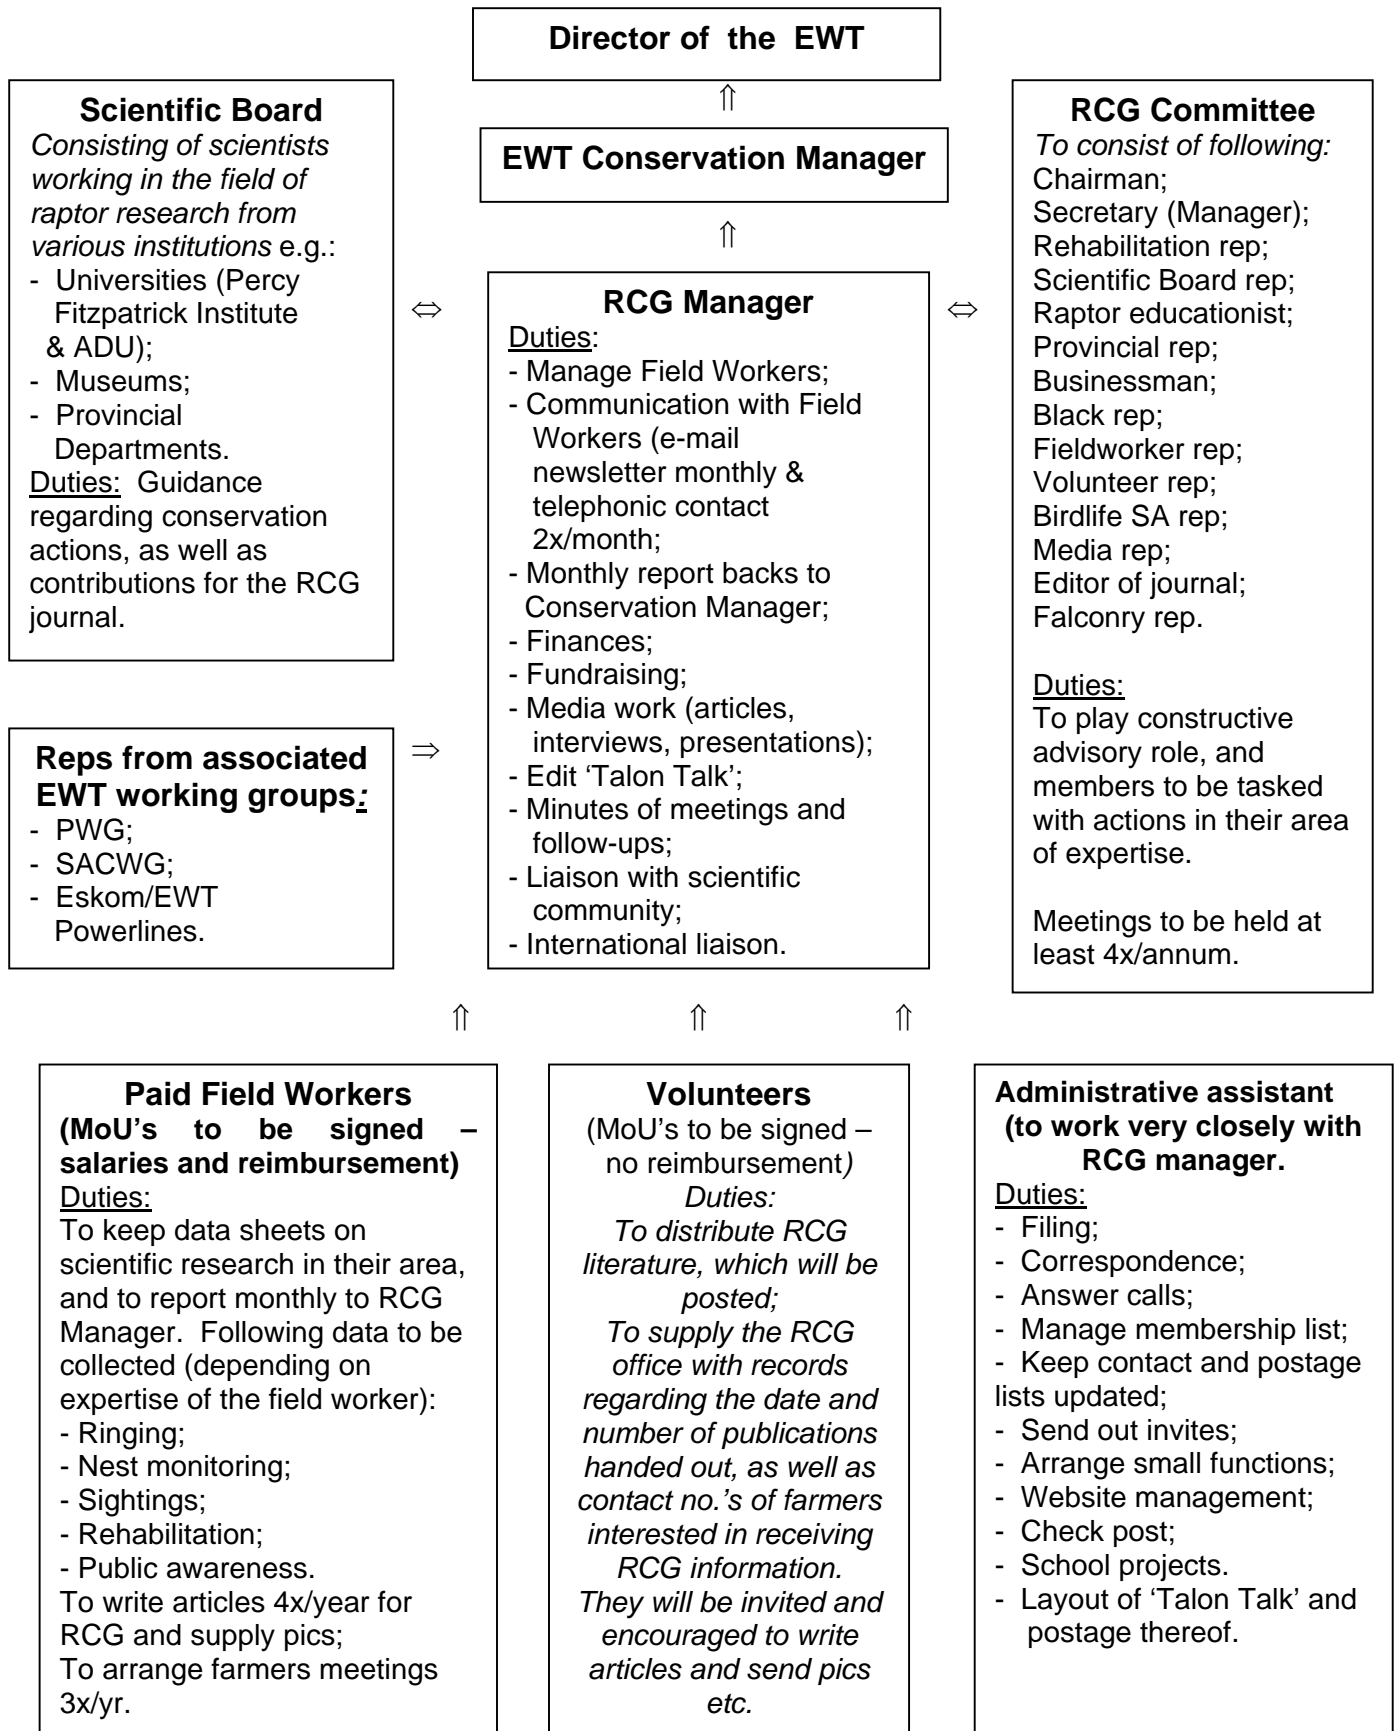 Director of the EWT
⇑
EWT Conservation Manager
⇑
Scientific Board
Consisting of scientists
working in the field of
raptor research from
various institutions e.g.:
- Universities (Percy
Fitzpatrick Institute
& ADU);
- Museums;
- Provincial
Departments.
Duties: Guidance
regarding conservation
actions, as well as
contributions for the RCG
journal.
⇔
RCG Manager
Duties:
- Manage Field Workers;
- Communication with Field
Workers (e-mail
newsletter monthly &
telephonic contact
2x/month;
- Monthly report backs to
Conservation Manager;
- Finances;
- Fundraising;
- Media work (articles,
interviews, presentations);
- Edit ‘Talon Talk’;
- Minutes of meetings and
follow-ups;
- Liaison with scientific
community;
- International liaison.
⇔
RCG Committee
To consist of following:
Chairman;
Secretary (Manager);
Rehabilitation rep;
Scientific Board rep;
Raptor educationist;
Provincial rep;
Businessman;
Black rep;
Fieldworker rep;
Volunteer rep;
Birdlife SA rep;
Media rep;
Editor of journal;
Falconry rep.
Duties:
To play constructive
advisory role, and
members to be tasked
with actions in their area
of expertise.
Meetings to be held at
least 4x/annum.
Reps from associated
EWT working groups:
- PWG;
- SACWG;
- Eskom/EWT
Powerlines.
⇒
⇑ ⇑ ⇑
Paid Field Workers
(MoU's to be signed –
salaries and reimbursement)
Duties:
To keep data sheets on
scientific research in their area,
and to report monthly to RCG
Manager. Following data to be
collected (depending on
expertise of the field worker):
- Ringing;
- Nest monitoring;
- Sightings;
- Rehabilitation;
- Public awareness.
To write articles 4x/year for
RCG and supply pics;
To arrange farmers meetings
3x/yr.
Volunteers
(MoU's to be signed –
no reimbursement)
Duties:
To distribute RCG
literature, which will be
posted;
To supply the RCG
office with records
regarding the date and
number of publications
handed out, as well as
contact no.'s of farmers
interested in receiving
RCG information.
They will be invited and
encouraged to write
articles and send pics
etc.
Administrative assistant
(to work very closely with
RCG manager.
Duties:
- Filing;
- Correspondence;
- Answer calls;
- Manage membership list;
- Keep contact and postage
lists updated;
- Send out invites;
- Arrange small functions;
- Website management;
- Check post;
- School projects.
- Layout of ‘Talon Talk’ and
postage thereof.